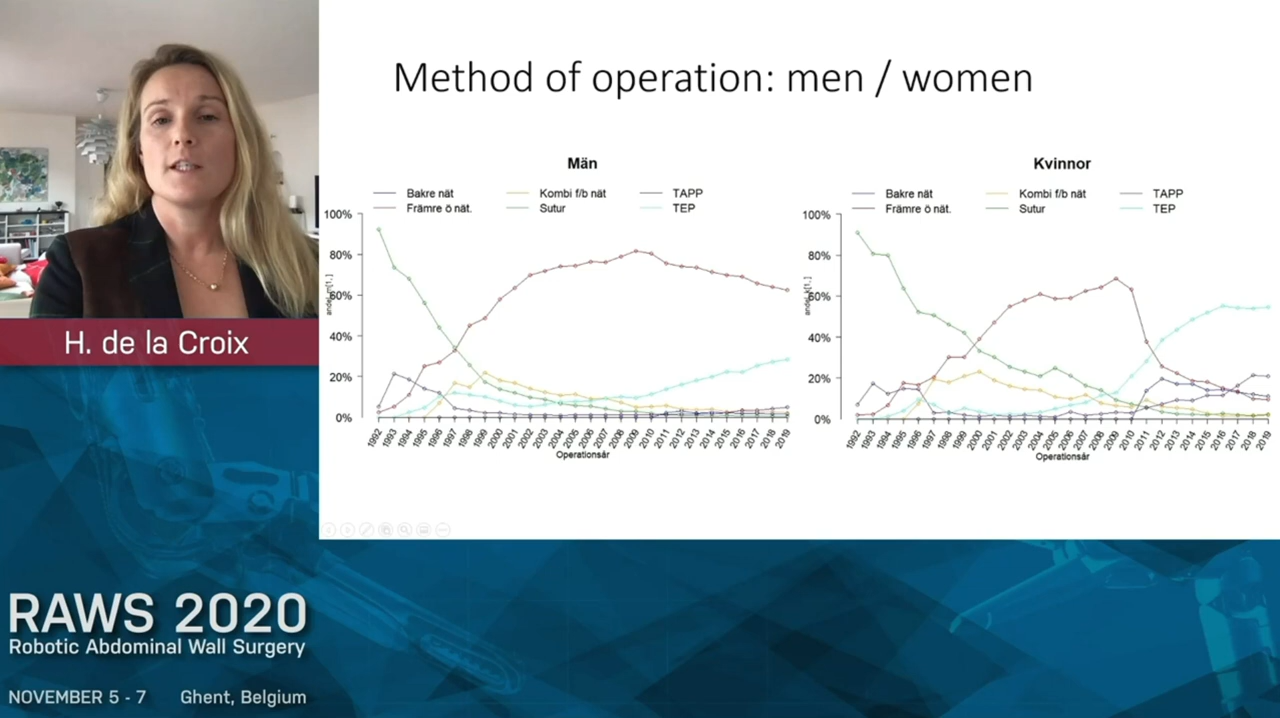 Method of operation: men / women
Män
Bakre nät
Kombi f/b nät
TAPP
Främre ö nät.
Sutur
TEP
100%
80%
60%
40%
20%
0%
1992 1993 1994 1995 1996 1997 1998 1999 2000 2001 2002 2003 2004 2005 2006 2007 2008 2009 2010 2011 2012 2013 2014 2015 2016 2017 2018 2019
Operationsår
Kvinnor
Bakre nät
Kombi f/b nät
TAPP
Främre ö nät.
Sutur
TEP
100%
80%
60%
40%
20%
0%
1992 1993 1994 1995 1996 1997 1998 1999 2000 2001 2002 2003 2004 2005 2006 2007 2008 2009 2010 2011 2012 2013 2014 2015 2016 2017 2018 2019
Operationsår
H. de la Croix
RAWS 2020
Robotic Abdominal Wall Surgery
NOVEMBER 5 - 7 Ghent, Belgium